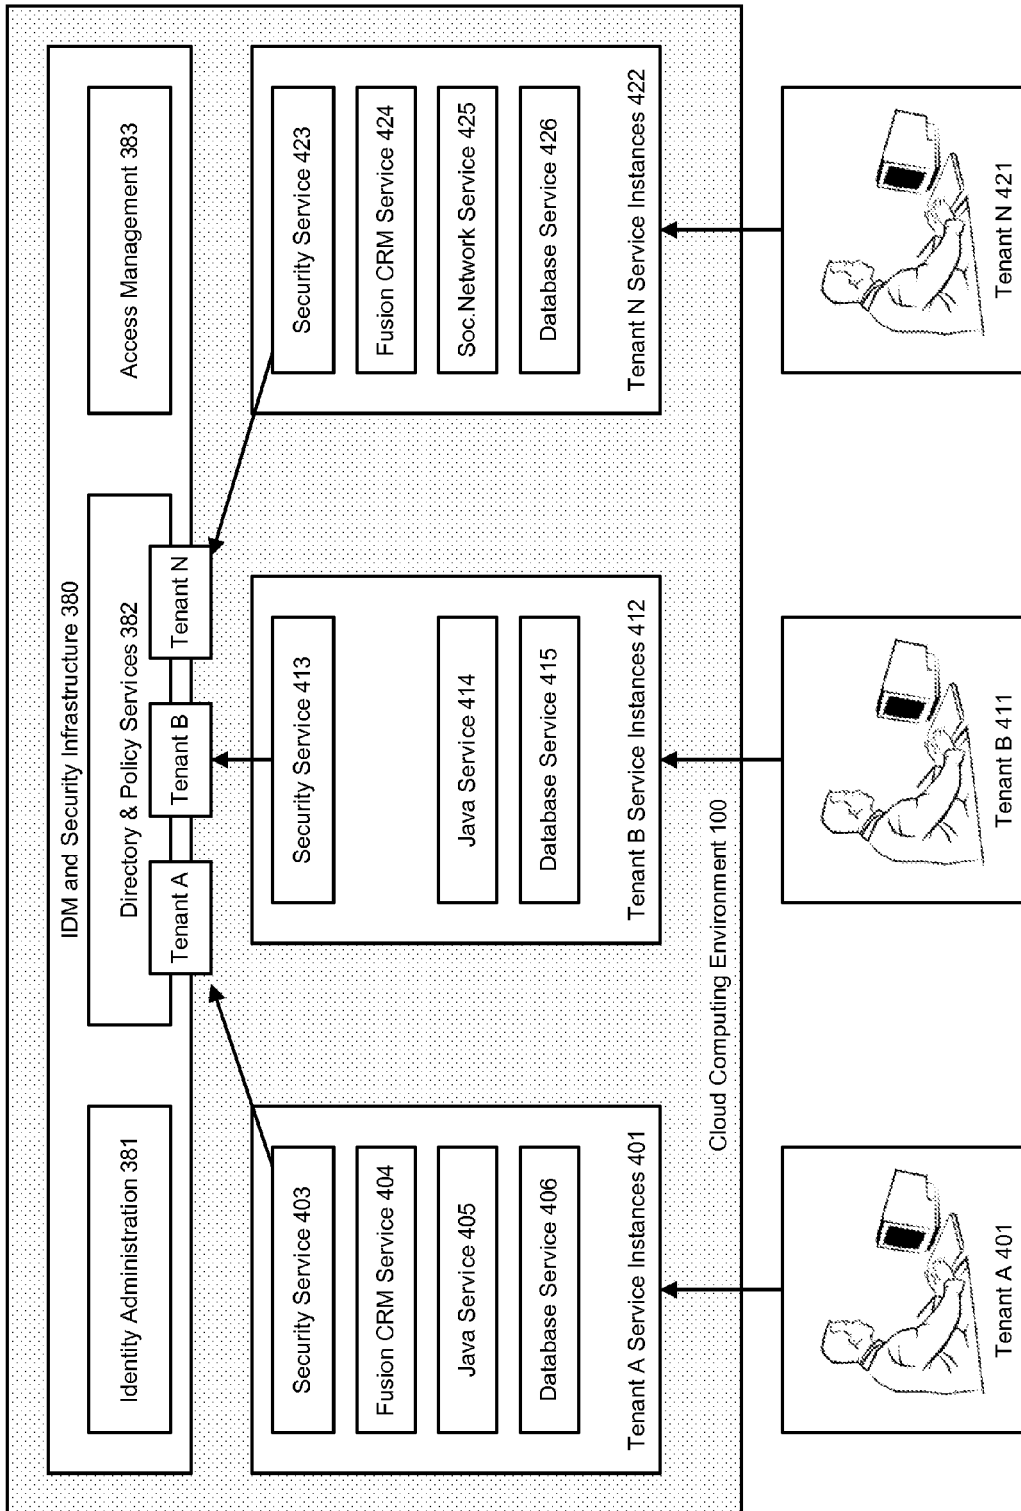 IDM and Security Infrastructure 380
Identity Administration 381
Directory & Policy Services 382
Access Management 383
Tenant A
Tenant B
Tenant N
Security Service 403
Fusion CRM Service 404
Java Service 405
Database Service 406
Tenant A Service Instances 401
Security Service 413
Java Service 414
Database Service 415
Tenant B Service Instances 412
Security Service 423
Fusion CRM Service 424
Soc.Network Service 425
Database Service 426
Tenant N Service Instances 422
Cloud Computing Environment 100
Tenant A 401
Tenant B 411
Tenant N 421